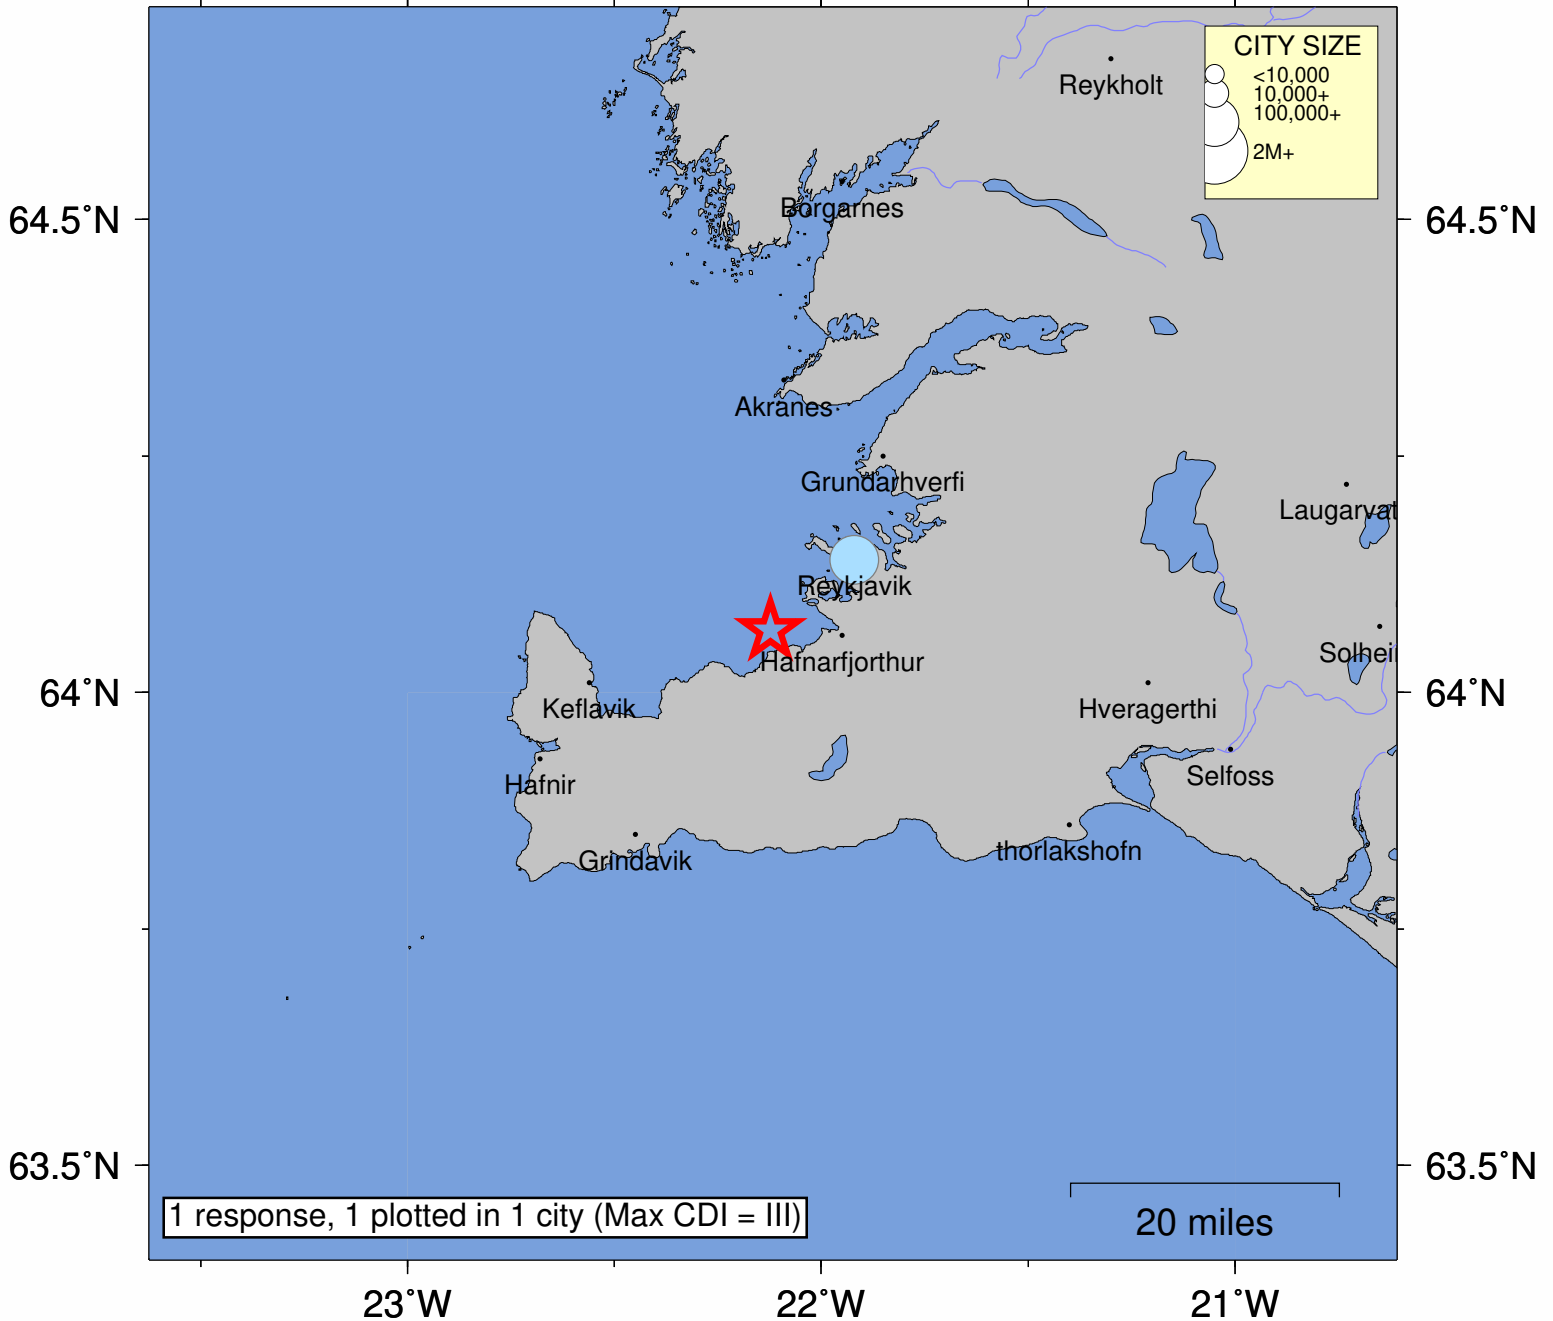 CITY SIZE
<10,000
10,000+
100,000+
2M+
Reykholt
64.5˚N
64.5˚N
Borgarnes
Akranes
Grundarhverfi
Laugarvat
Reykjavik
Solhei
Hafnarfjorthur
64˚N
64˚N
Keflavik
Hveragerthi
Selfoss
Hafnir
thorlakshofn
Grindavik
63.5˚N
63.5˚N
1 response, 1 plotted in 1 city (Max CDI = III)
20 miles
23˚W
22˚W
21˚W